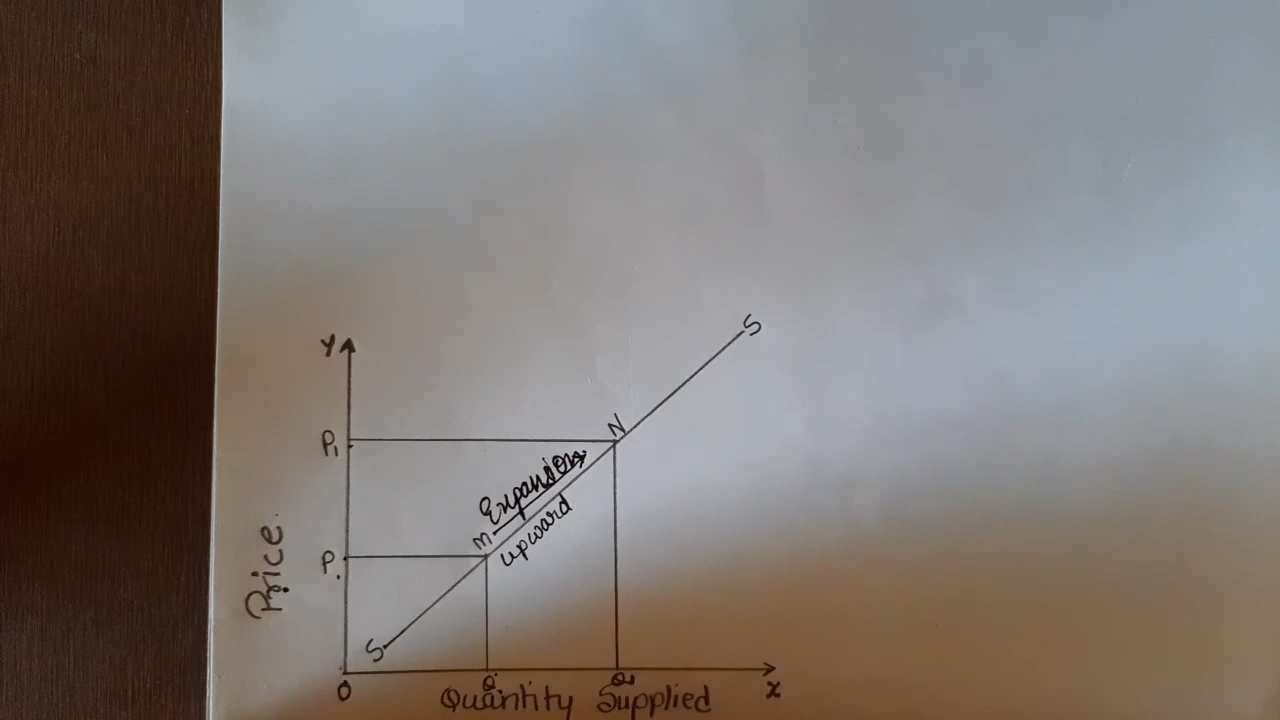 Y
S
N
P1
Expansion
M
upward
P
Price.
S
O
Q
Q1
X
Quantity Supplied